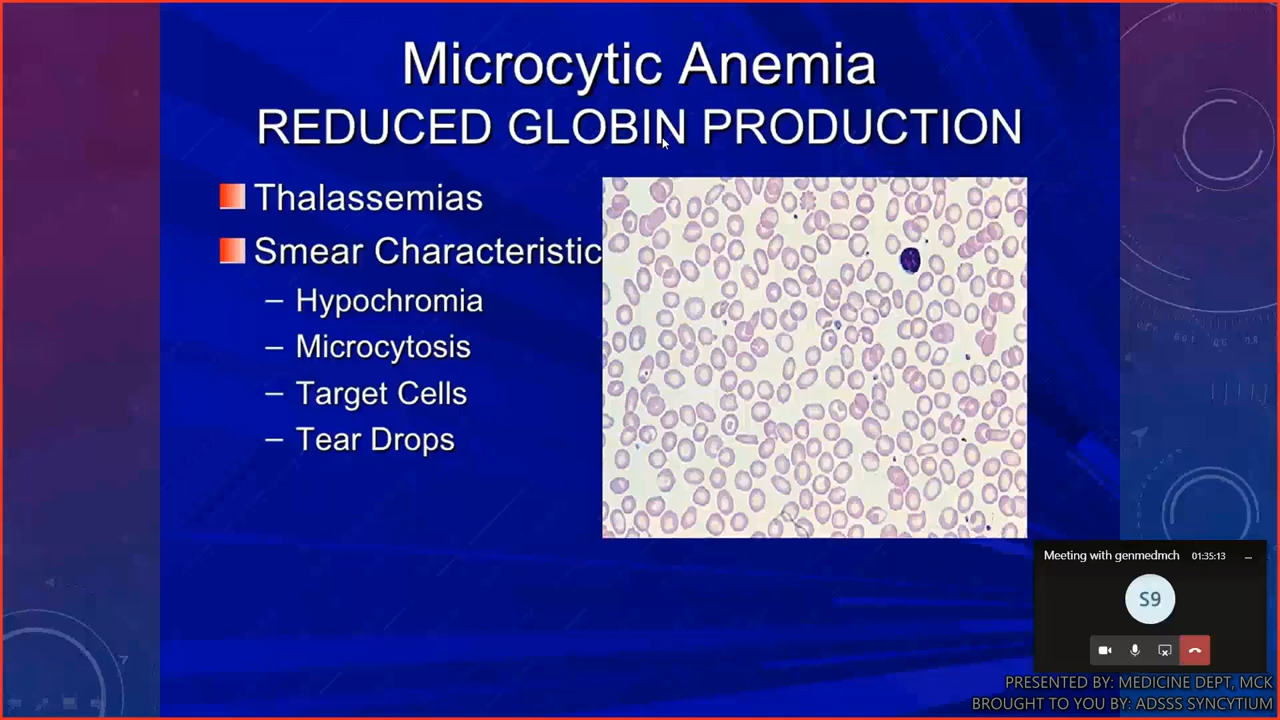 Microcytic Anemia
REDUCED GLOBIN PRODUCTION
Thalassemias
Smear Characteristic
– Hypochromia
– Microcytosis
– Target Cells
– Tear Drops
Meeting with genmedmch 01:35:13
S9
PRESENTED BY: MEDICINE DEPT, MCK
BROUGHT TO YOU BY: ADSSS SYNCYTIUM